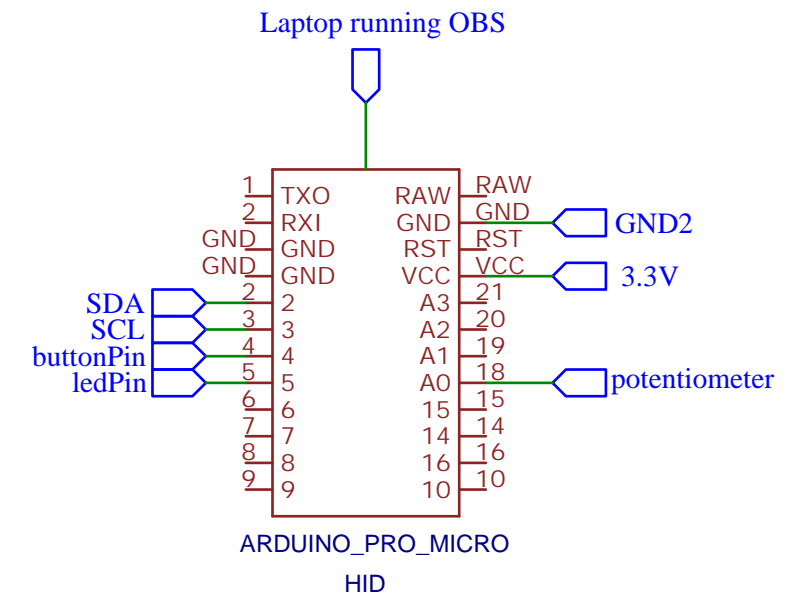 Laptop running OBS
1 TXO RAW RAW
2 RXI GND GND GND2
GND GND RST RST
GND GND VCC VCC 3.3V
SDA 2 2 A3 21
SCL 3 3 A2 20
buttonPin 4 4 A1 19
ledPin 5 5 A0 18 potentiometer
6 6 15 15
7 7 14 14
8 8 16 16
9 9 10 10
ARDUINO_PRO_MICRO
HID